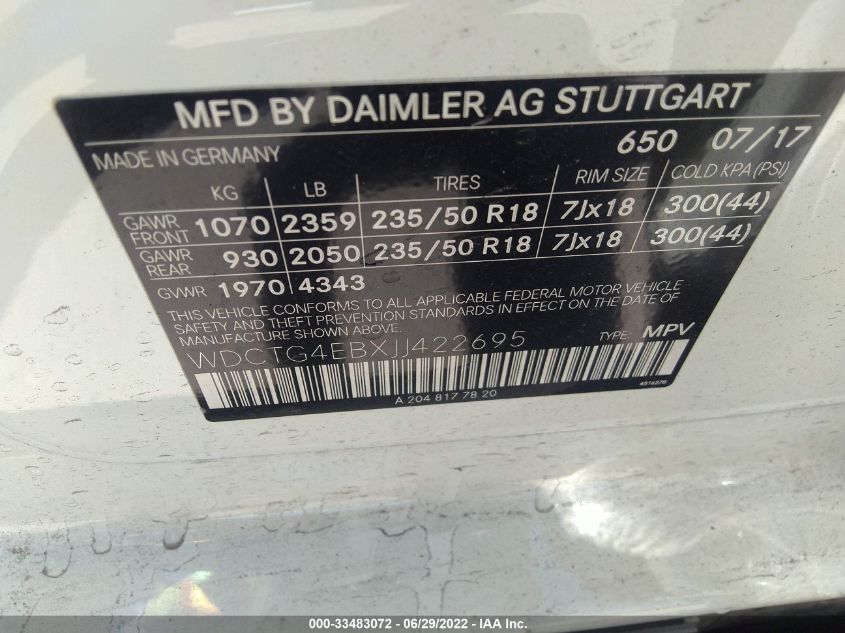 MFD BY DAIMLER AG STUTTGART
MADE IN GERMANY 650 07/17
KG LB TIRES RIM SIZE COLD KPA (PSI)
GAWR FRONT 1070 2359 235/50 R18 7Jx18 300(44)
GAWR REAR 930 2050 235/50 R18 7Jx18 300(44)
GVWR 1970 4343
THIS VEHICLE CONFORMS TO ALL APPLICABLE FEDERAL MOTOR VEHICLE
SAFETY AND THEFT PREVENTION STANDARDS IN EFFECT ON THE DATE OF
MANUFACTURE SHOWN ABOVE.
WDCTG4EBXJJ422695 TYPE: MPV
A 204 817 78 20 4516270
000-33483072 - 06/29/2022 - IAA Inc.